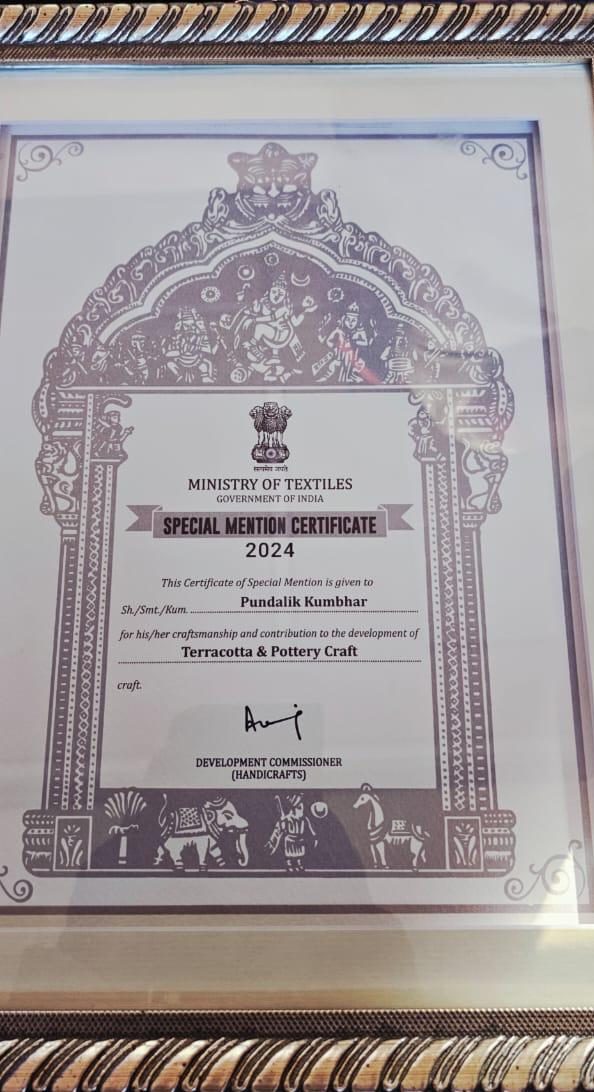 सत्यमेव जयते
MINISTRY OF TEXTILES
GOVERNMENT OF INDIA
SPECIAL MENTION CERTIFICATE
2024
This Certificate of Special Mention is given to
Sh./Smt./Kum. Pundalik Kumbhar
for his/her craftsmanship and contribution to the development of
Terracotta & Pottery Craft
craft.
DEVELOPMENT COMMISSIONER
(HANDICRAFTS)